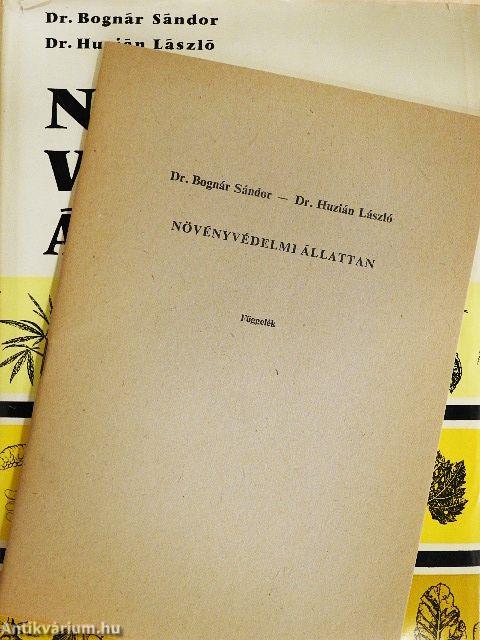 Dr. Bognár Sándor
Dr. Huzián László
N
V
Á
Dr. Bognár Sándor — Dr. Huzián László
NÖVÉNYVÉDELMI ÁLLATTAN
Függelék
Antikvárium.hu